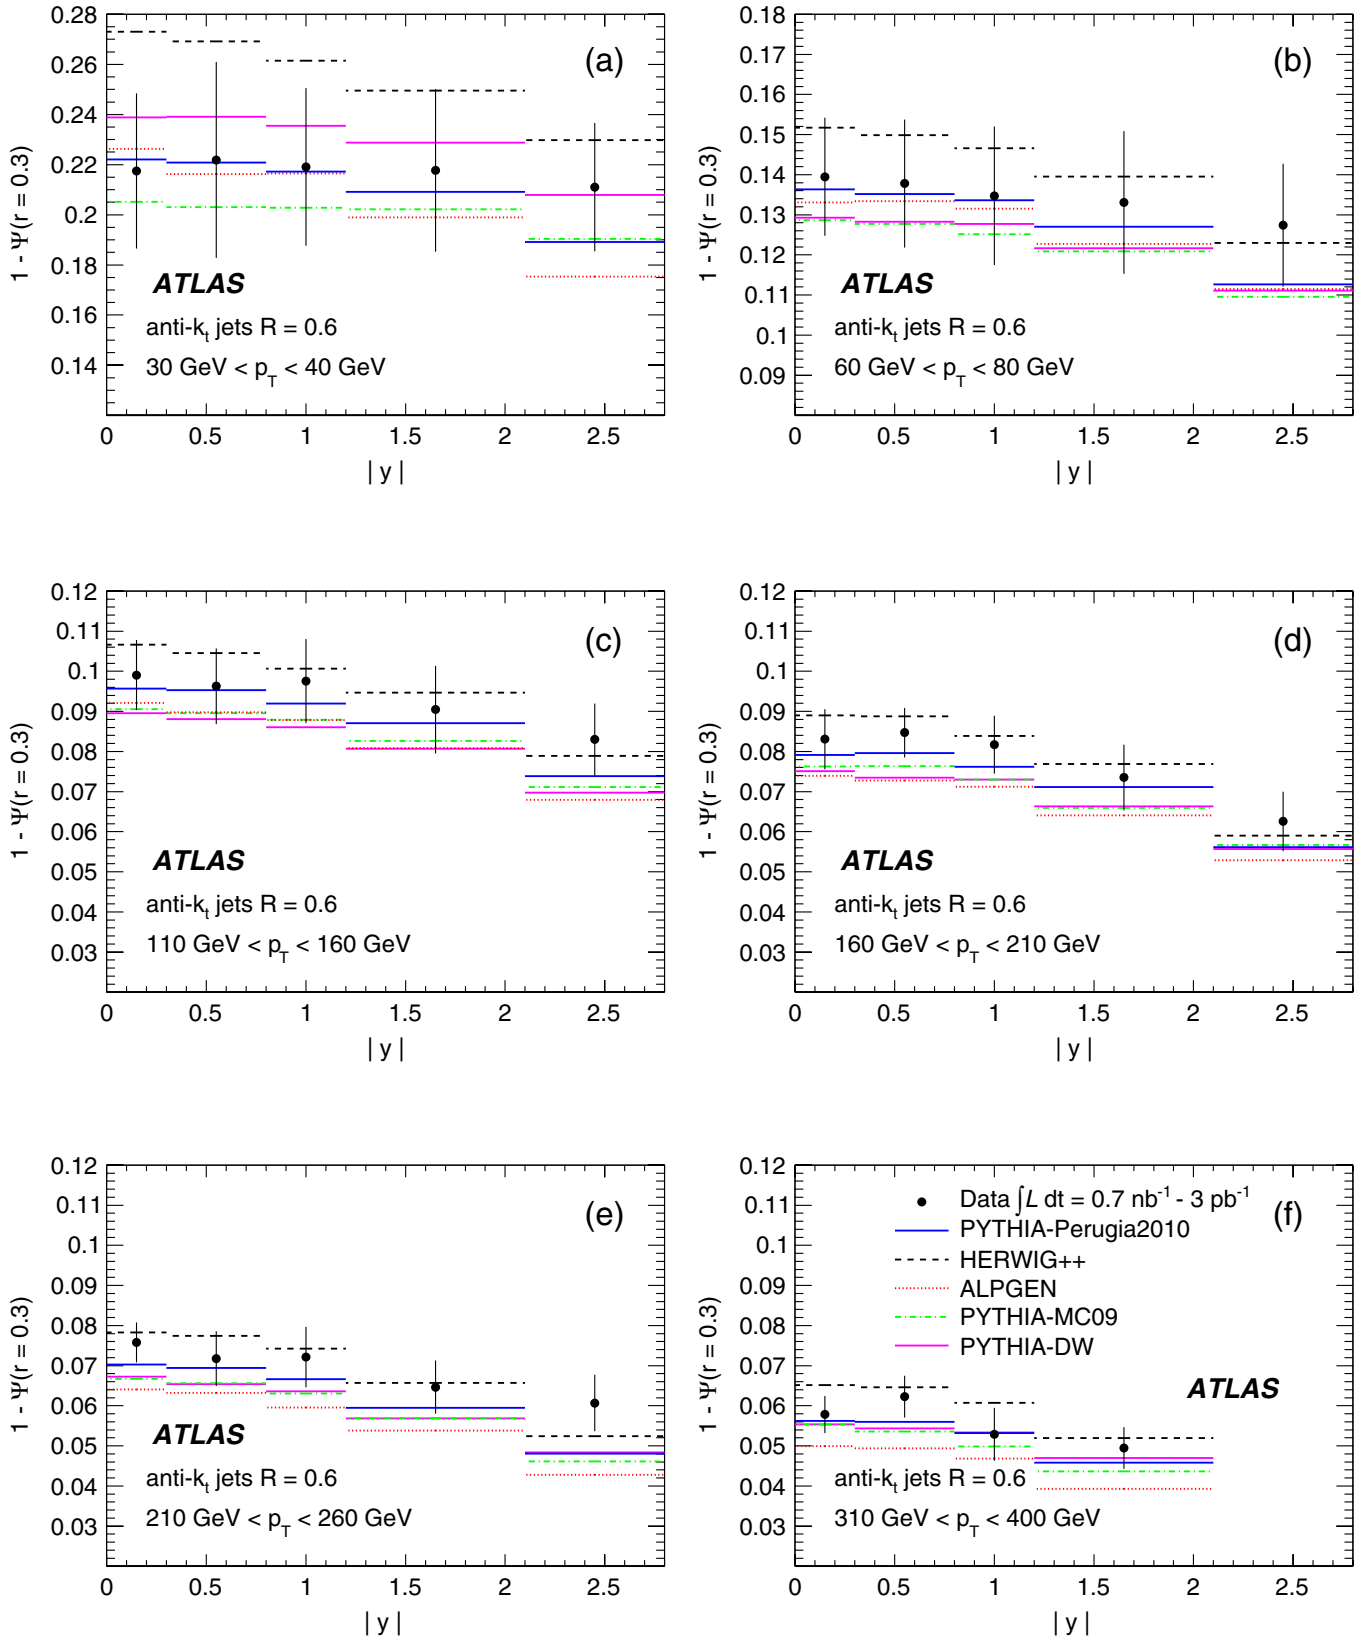 0.28
0.26
0.24
0.22
0.2
0.18
0.16
0.14
1 - Ψ(r = 0.3)
(a)
ATLAS
anti-kt jets R = 0.6
30 GeV < pT < 40 GeV
0 0.5 1 1.5 2 2.5
| y |
0.18
0.17
0.16
0.15
0.14
0.13
0.12
0.11
0.1
0.09
1 - Ψ(r = 0.3)
(b)
ATLAS
anti-kt jets R = 0.6
60 GeV < pT < 80 GeV
0 0.5 1 1.5 2 2.5
| y |
0.12
0.11
0.1
0.09
0.08
0.07
0.06
0.05
0.04
0.03
1 - Ψ(r = 0.3)
(c)
ATLAS
anti-kt jets R = 0.6
110 GeV < pT < 160 GeV
0 0.5 1 1.5 2 2.5
| y |
0.12
0.11
0.1
0.09
0.08
0.07
0.06
0.05
0.04
0.03
1 - Ψ(r = 0.3)
(d)
ATLAS
anti-kt jets R = 0.6
160 GeV < pT < 210 GeV
0 0.5 1 1.5 2 2.5
| y |
0.12
0.11
0.1
0.09
0.08
0.07
0.06
0.05
0.04
0.03
1 - Ψ(r = 0.3)
(e)
ATLAS
anti-kt jets R = 0.6
210 GeV < pT < 260 GeV
0 0.5 1 1.5 2 2.5
| y |
0.12
0.11
0.1
0.09
0.08
0.07
0.06
0.05
0.04
0.03
1 - Ψ(r = 0.3)
(f)
Data ∫L dt = 0.7 nb⁻¹ - 3 pb⁻¹
PYTHIA-Perugia2010
HERWIG++
ALPGEN
PYTHIA-MC09
PYTHIA-DW
ATLAS
anti-kt jets R = 0.6
310 GeV < pT < 400 GeV
0 0.5 1 1.5 2 2.5
| y |